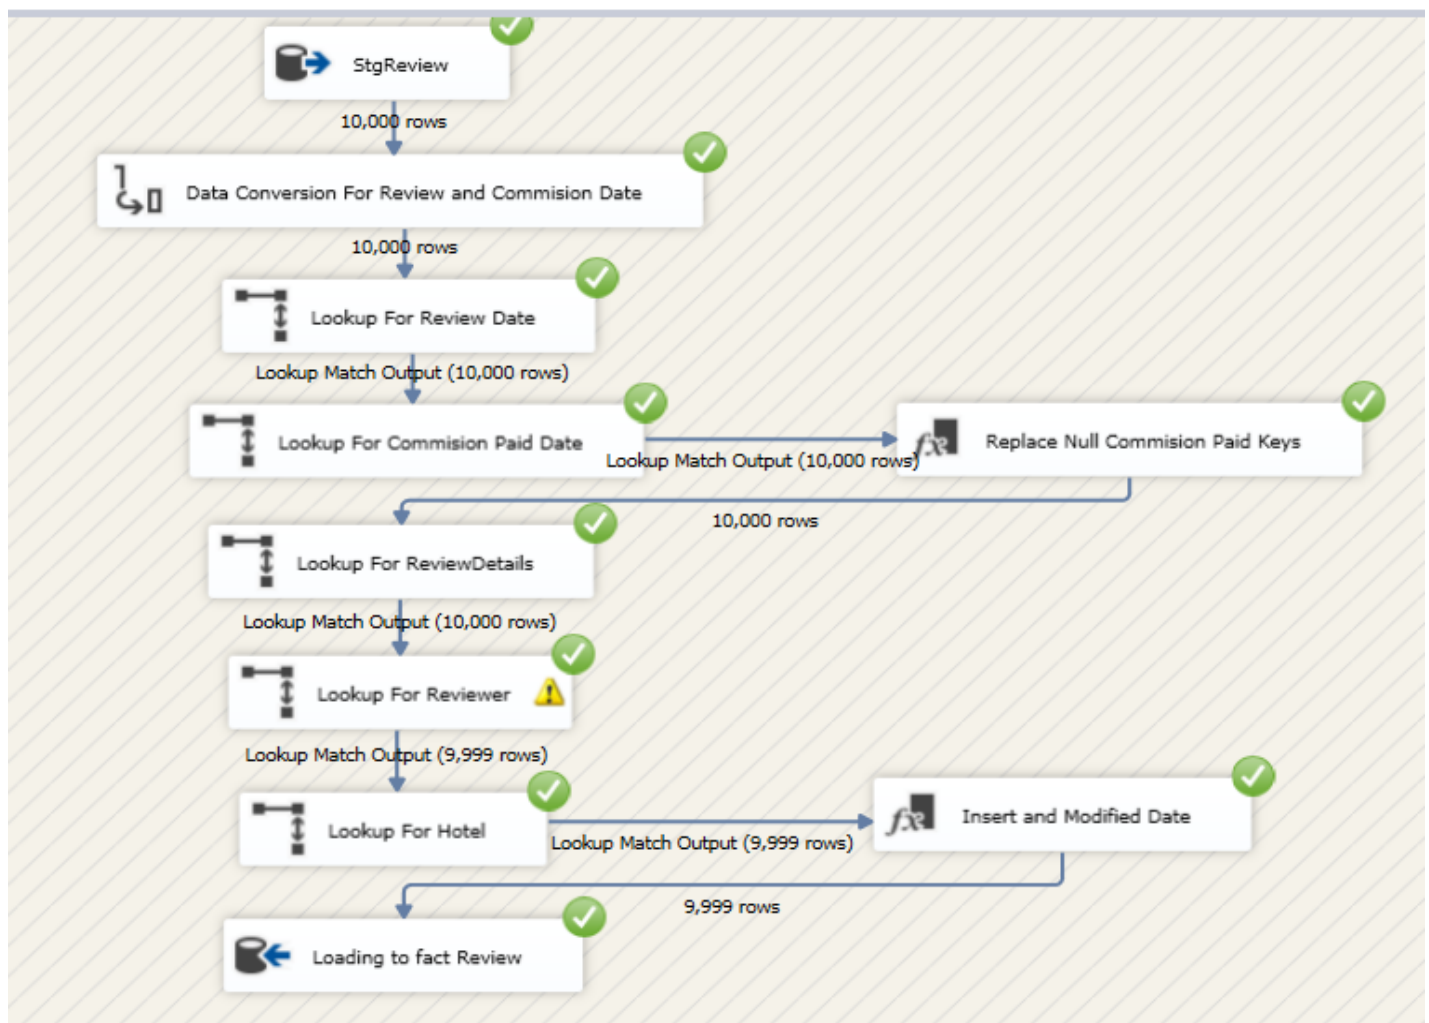 StgReview
10,000 rows
Data Conversion For Review and Commision Date
10,000 rows
Lookup For Review Date
Lookup Match Output (10,000 rows)
Lookup For Commision Paid Date
Lookup Match Output (10,000 rows)
Replace Null Commision Paid Keys
10,000 rows
Lookup For ReviewDetails
Lookup Match Output (10,000 rows)
Lookup For Reviewer
Lookup Match Output (9,999 rows)
Lookup For Hotel
Lookup Match Output (9,999 rows)
Insert and Modified Date
9,999 rows
Loading to fact Review